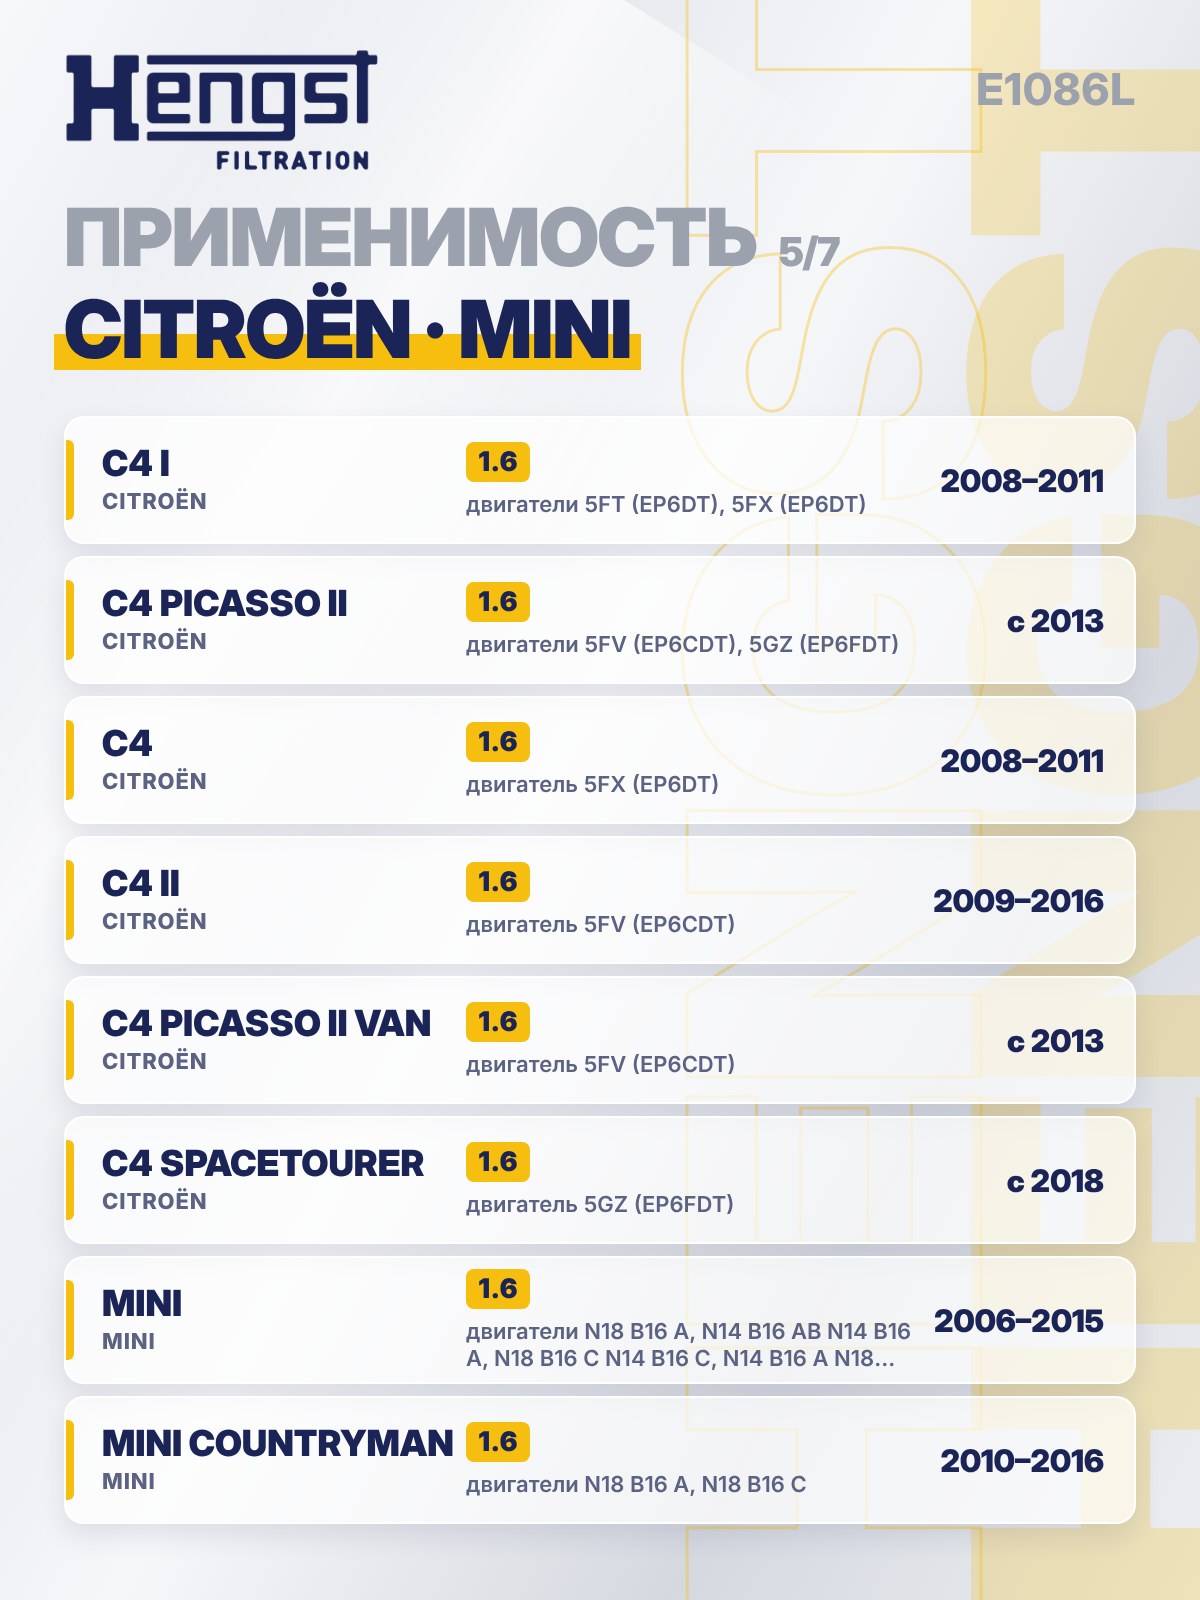 Hengst
FILTRATION
E1086L
ПРИМЕНИМОСТЬ 5/7
CITROËN · MINI
C4 I
CITROËN
1.6
двигатели 5FT (EP6DT), 5FX (EP6DT)
2008–2011
C4 PICASSO II
CITROËN
1.6
двигатели 5FV (EP6CDT), 5GZ (EP6FDT)
с 2013
C4
CITROËN
1.6
двигатель 5FX (EP6DT)
2008–2011
C4 II
CITROËN
1.6
двигатель 5FV (EP6CDT)
2009–2016
C4 PICASSO II VAN
CITROËN
1.6
двигатель 5FV (EP6CDT)
с 2013
C4 SPACETOURER
CITROËN
1.6
двигатель 5GZ (EP6FDT)
с 2018
MINI
MINI
1.6
двигатели N18 B16 A, N14 B16 AB N14 B16
A, N18 B16 C N14 B16 C, N14 B16 A N18...
2006–2015
MINI COUNTRYMAN
MINI
1.6
двигатели N18 B16 A, N18 B16 C
2010–2016
HENGST
HENGST